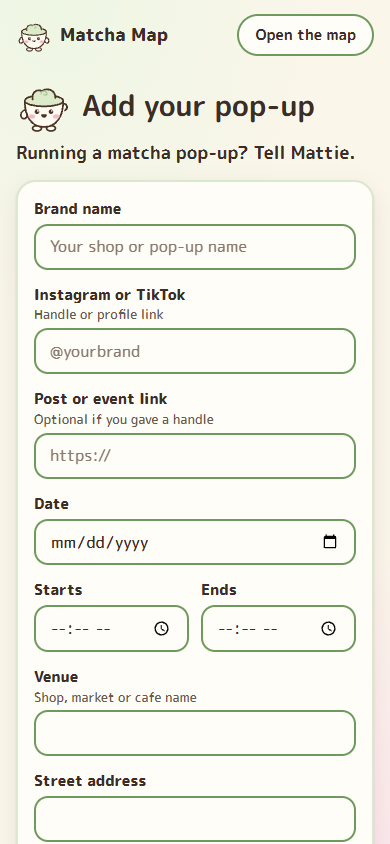 Matcha Map
Open the map
Add your pop-up
Running a matcha pop-up? Tell Mattie.
Brand name
Your shop or pop-up name
Instagram or TikTok
Handle or profile link
@yourbrand
Post or event link
Optional if you gave a handle
https://
Date
mm/dd/yyyy
Starts Ends
--:-- -- --:-- --
Venue
Shop, market or cafe name
Street address